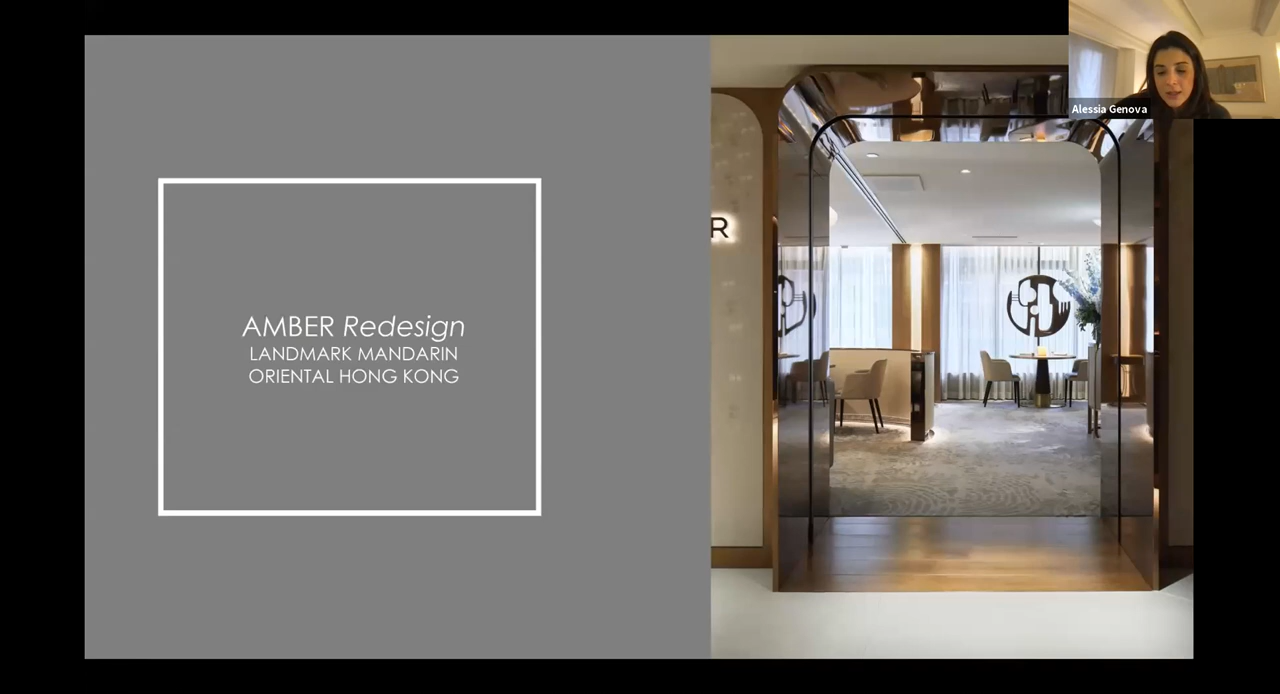 AMBER Redesign
LANDMARK MANDARIN
ORIENTAL HONG KONG
R
Alessia Genova